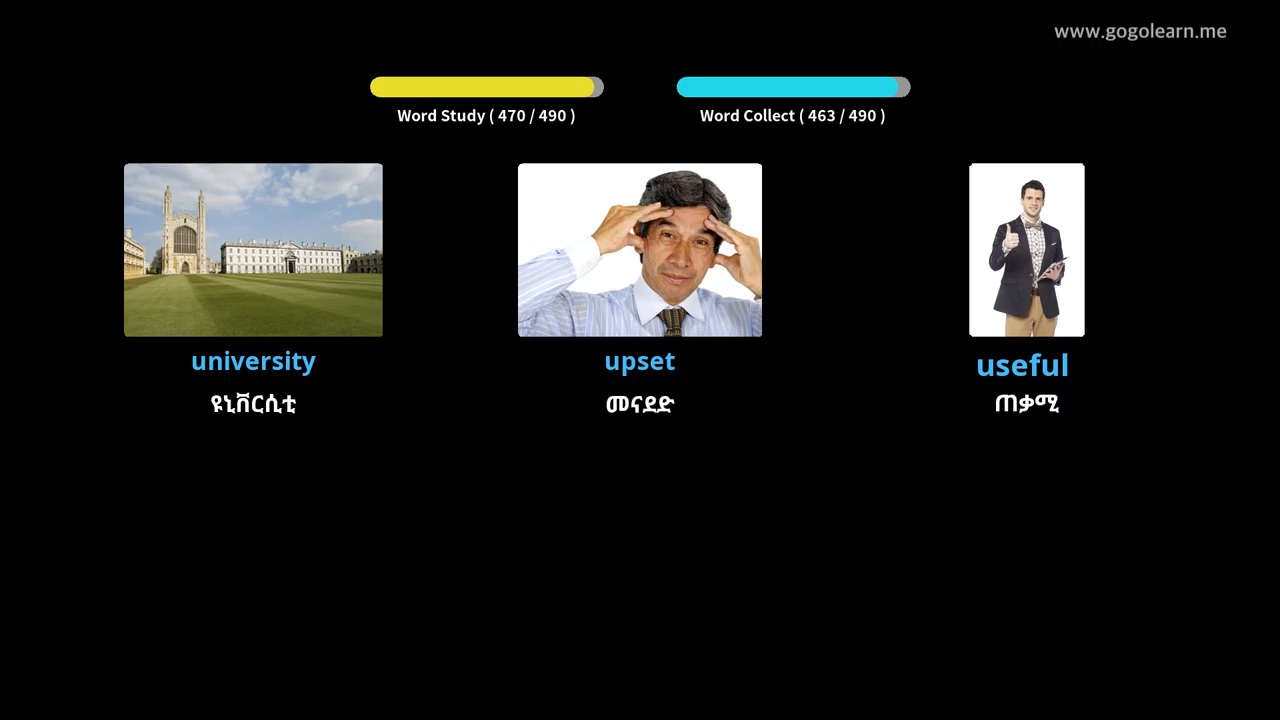 www.gogolearn.me
Word Study ( 470 / 490 )
Word Collect ( 463 / 490 )
university
upset
useful
ዩኒቨርሲቲ
መናደድ
ጠቃሚ